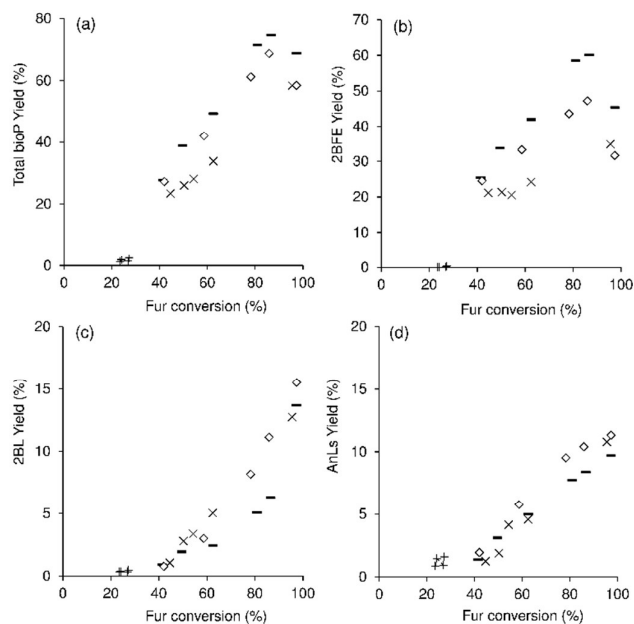 (a)
80
60
40
20
0
Total bioP Yield (%)
0 20 40 60 80 100
Fur conversion (%)
(b)
70
60
50
40
30
20
10
0
2BFE Yield (%)
0 20 40 60 80 100
Fur conversion (%)
(c)
20
15
10
5
0
2BL Yield (%)
0 20 40 60 80 100
Fur conversion (%)
(d)
20
15
10
5
0
AnLs Yield (%)
0 20 40 60 80 100
Fur conversion (%)